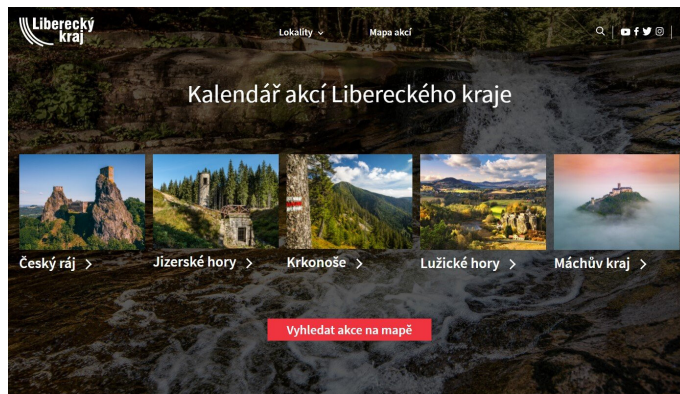 Liberecký
kraj
Lokality
Mapa akcí
Kalendář akcí Libereckého kraje
Český ráj
Jizerské hory
Krkonoše
Lužické hory
Máchův kraj
Vyhledat akce na mapě